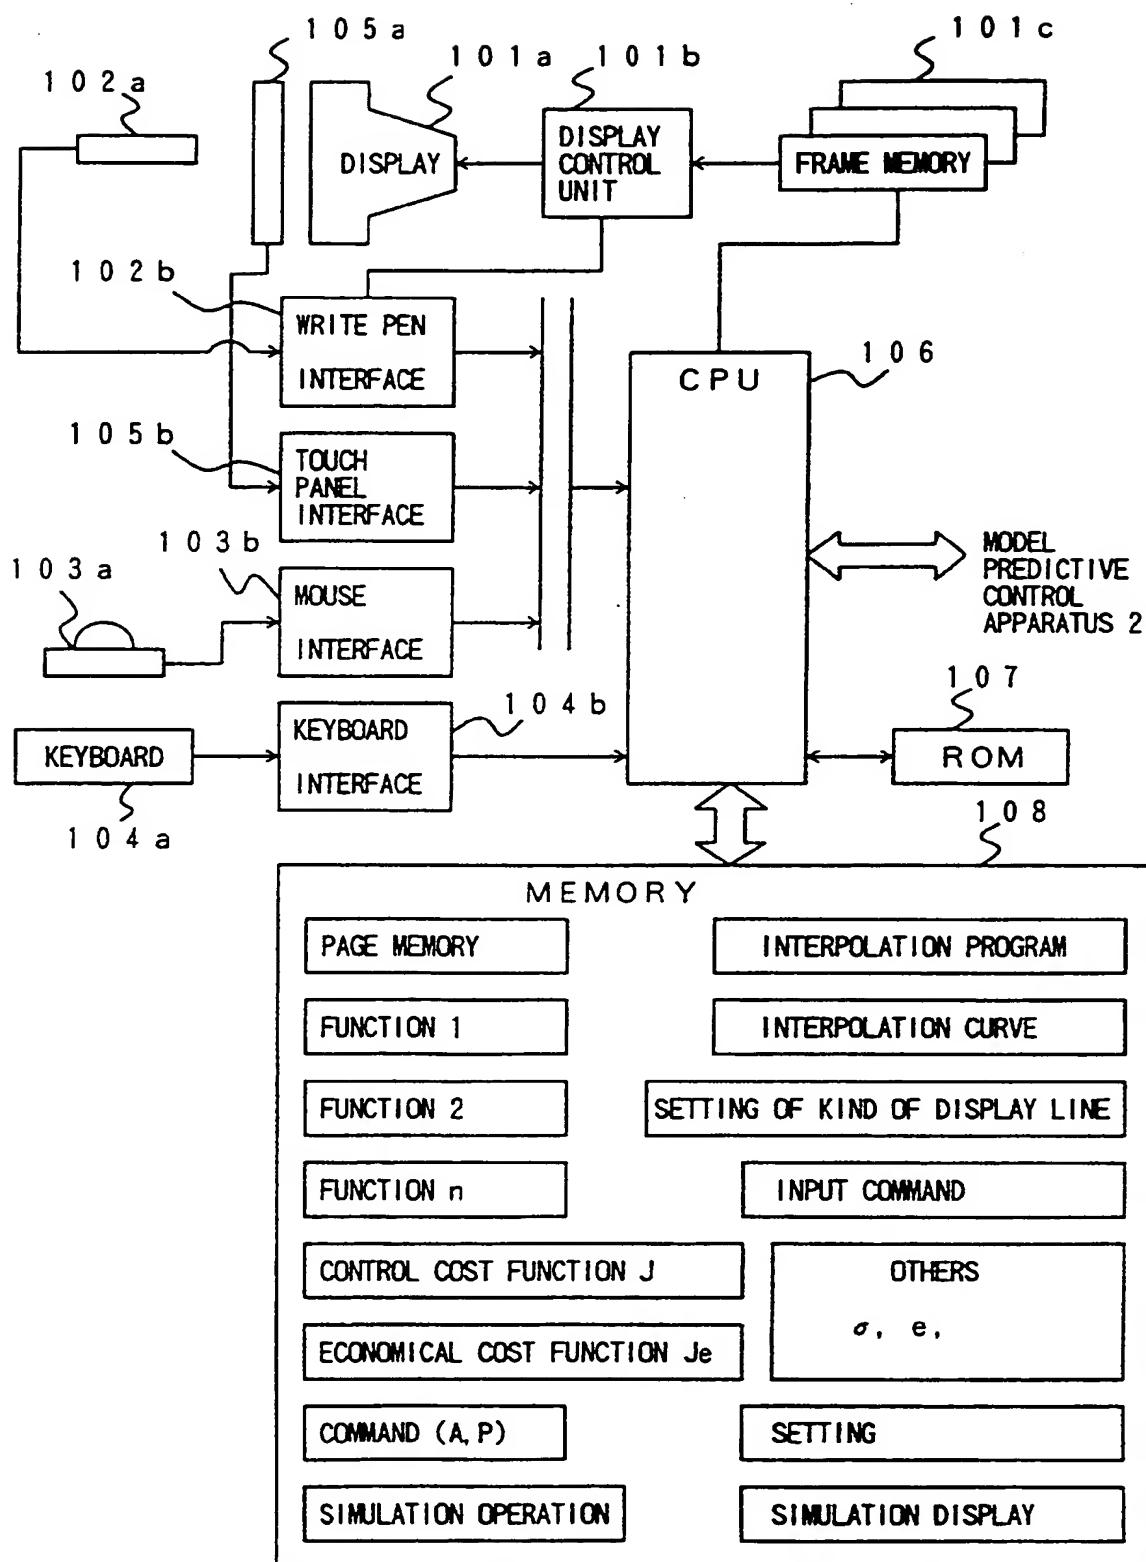 105a
101a
101b
101c
102a
DISPLAY
DISPLAY
CONTROL
UNIT
FRAME MEMORY
102b
WRITE PEN
INTERFACE
106
CPU
105b
TOUCH
PANEL
INTERFACE
103b
103a
MOUSE
INTERFACE
MODEL
PREDICTIVE
CONTROL
APPARATUS 2
104b
107
KEYBOARD
KEYBOARD
INTERFACE
ROM
104a
108
MEMORY
PAGE MEMORY
INTERPOLATION PROGRAM
FUNCTION 1
INTERPOLATION CURVE
FUNCTION 2
SETTING OF KIND OF DISPLAY LINE
FUNCTION n
INPUT COMMAND
CONTROL COST FUNCTION J
OTHERS
σ, e,
ECONOMICAL COST FUNCTION Je
COMMAND (A, P)
SETTING
SIMULATION OPERATION
SIMULATION DISPLAY